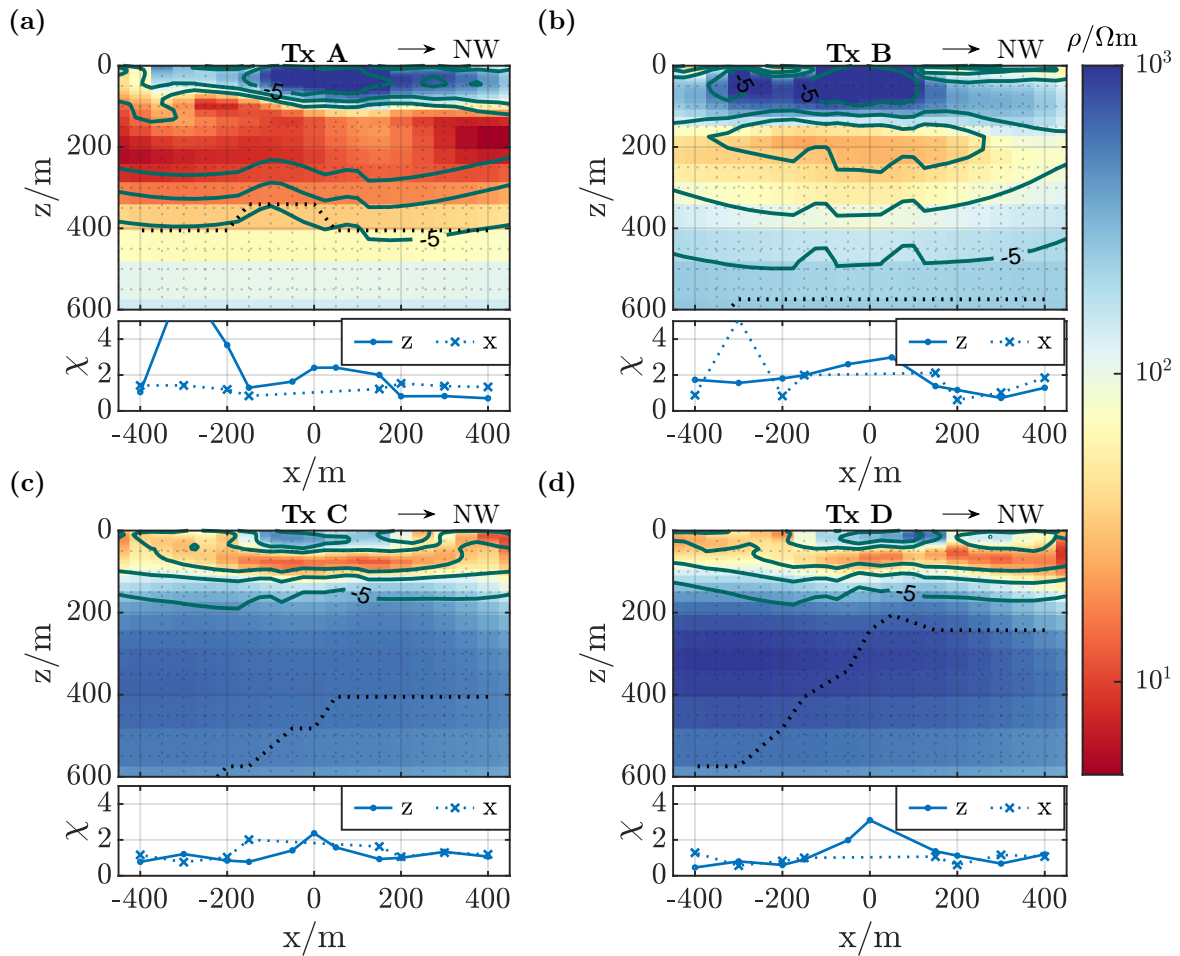 (a)
Tx A → NW
0
200
400
600
z/m
-5
-5
4
2
0
χ
z x
-400 -200 0 200 400
x/m
(b)
Tx B → NW
0
200
400
600
z/m
-5
-5
-5
4
2
0
χ
z x
-400 -200 0 200 400
x/m
ρ/Ωm
10³
10²
10¹
(c)
Tx C → NW
0
200
400
600
z/m
-5
4
2
0
χ
z x
-400 -200 0 200 400
x/m
(d)
Tx D → NW
0
200
400
600
z/m
-5
4
2
0
χ
z x
-400 -200 0 200 400
x/m